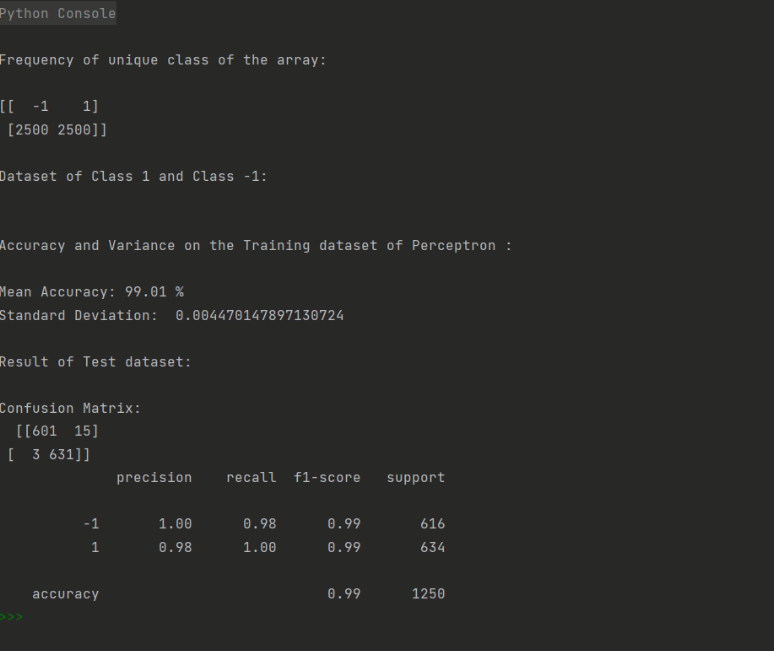 Python Console
Frequency of unique class of the array:
[[  -1    1]
 [2500 2500]]
Dataset of Class 1 and Class -1:
Accuracy and Variance on the Training dataset of Perceptron :
Mean Accuracy: 99.01 %
Standard Deviation:  0.004470147897130724
Result of Test dataset:
Confusion Matrix:
  [[601  15]
 [  3 631]]
              precision    recall  f1-score   support
          -1       1.00      0.98      0.99       616
           1       0.98      1.00      0.99       634
    accuracy                           0.99      1250
>>>